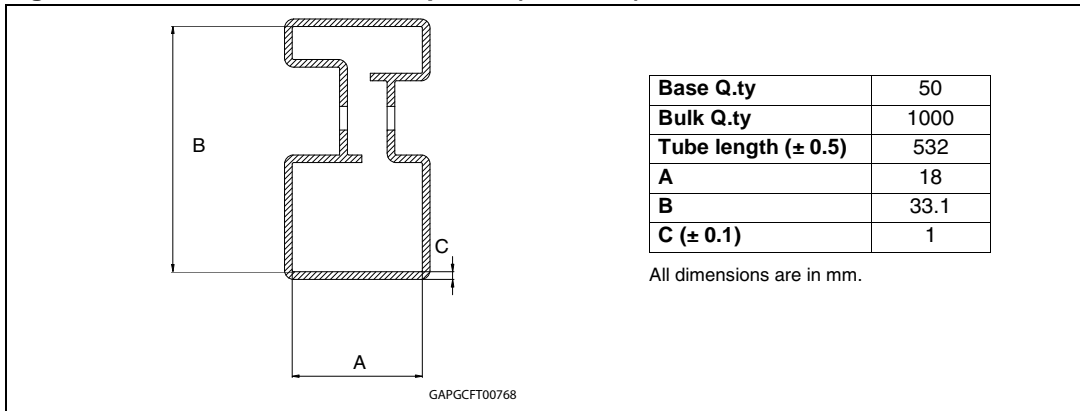 B
C
A
GAPGCFT00768
Base Q.ty 50
Bulk Q.ty 1000
Tube length (± 0.5) 532
A 18
B 33.1
C (± 0.1) 1
All dimensions are in mm.